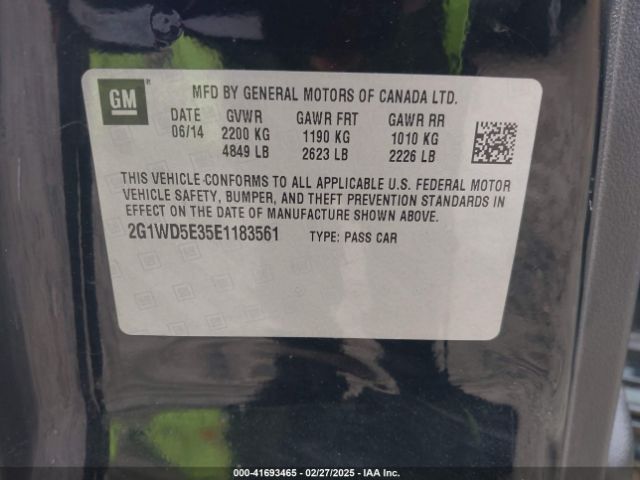 GM®
MFD BY GENERAL MOTORS OF CANADA LTD.
DATE GVWR GAWR FRT GAWR RR
06/14 2200 KG 1190 KG 1010 KG
4849 LB 2623 LB 2226 LB
THIS VEHICLE CONFORMS TO ALL APPLICABLE U.S. FEDERAL MOTOR
VEHICLE SAFETY, BUMPER, AND THEFT PREVENTION STANDARDS IN
EFFECT ON THE DATE OF MANUFACTURE SHOWN ABOVE.
2G1WD5E35E1183561 TYPE: PASS CAR
000-41693465 - 02/27/2025 - IAA Inc.